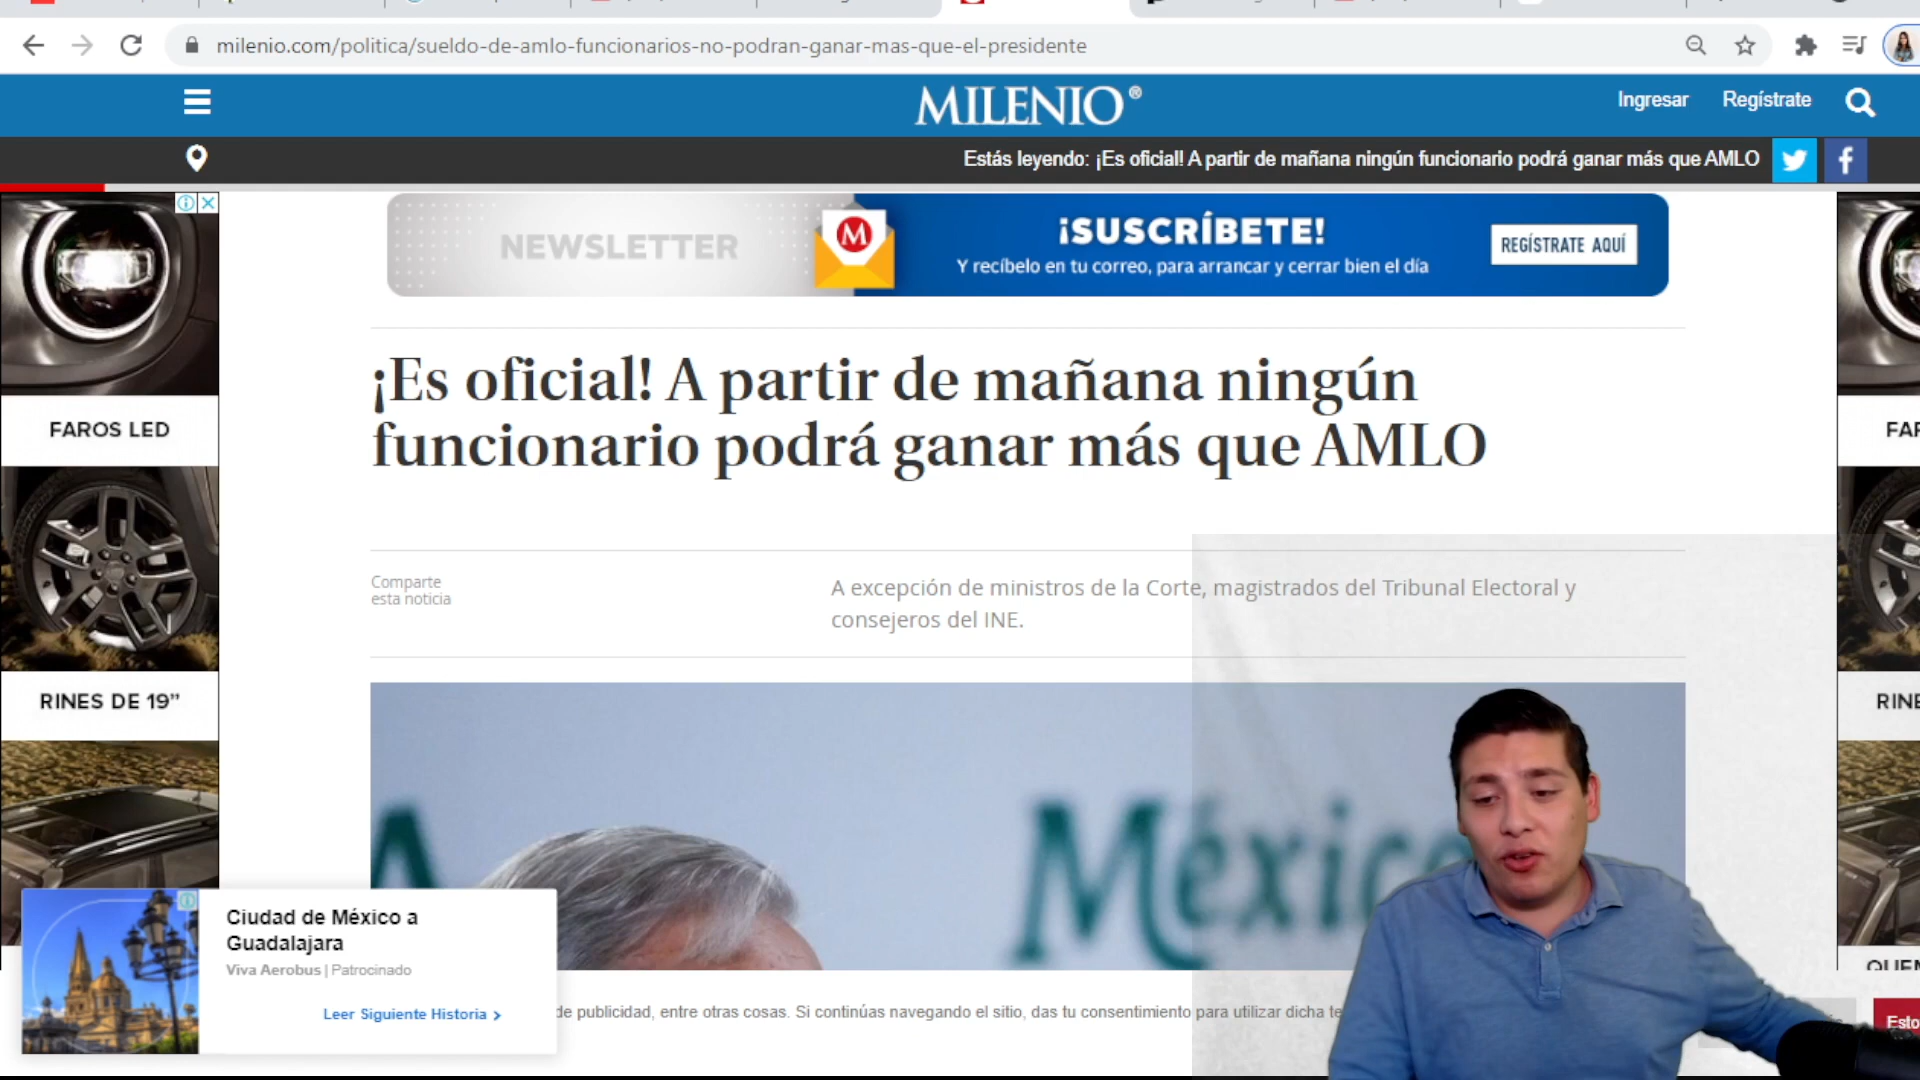 milenio.com/politica/sueldo-de-amlo-funcionarios-no-podran-ganar-mas-que-el-presidente
MILENIO®
Ingresar
Regístrate
Estás leyendo: ¡Es oficial! A partir de mañana ningún funcionario podrá ganar más que AMLO
NEWSLETTER
M
¡SUSCRÍBETE!
Y recíbelo en tu correo, para arrancar y cerrar bien el día
REGÍSTRATE AQUÍ
¡Es oficial! A partir de mañana ningún
funcionario podrá ganar más que AMLO
Comparte
esta noticia
A excepción de ministros de la Corte, magistrados del Tribunal Electoral y
consejeros del INE.
FAROS LED
RINES DE 19”
FAR
RINE
México
Ciudad de México a
Guadalajara
Viva Aerobus | Patrocinado
Leer Siguiente Historia >
de publicidad, entre otras cosas. Si continúas navegando el sitio, das tu consentimiento para utilizar dicha te
Esto